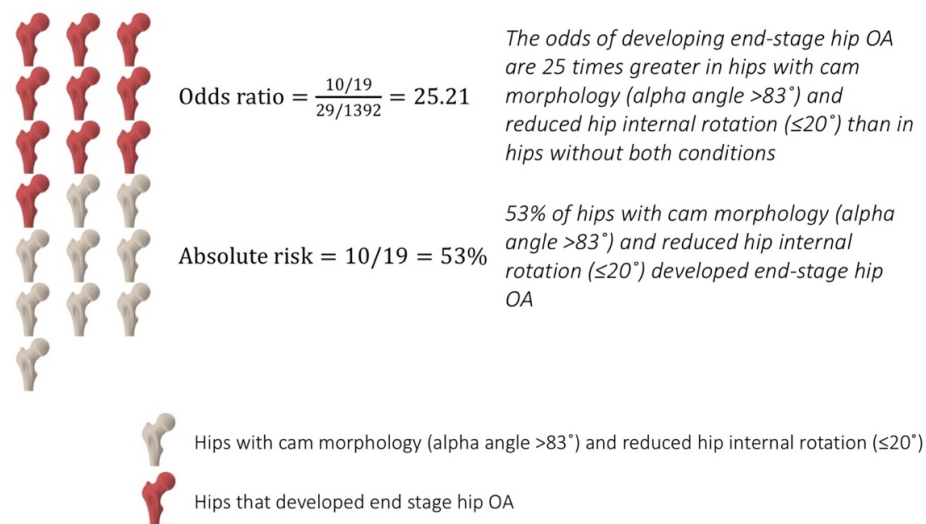 Odds ratio = 10/19 / 29/1392 = 25.21
The odds of developing end-stage hip OA
are 25 times greater in hips with cam
morphology (alpha angle >83˚) and
reduced hip internal rotation (≤20˚) than in
hips without both conditions
Absolute risk = 10/19 = 53%
53% of hips with cam morphology (alpha
angle >83˚) and reduced hip internal
rotation (≤20˚) developed end-stage hip
OA
Hips with cam morphology (alpha angle >83˚) and reduced hip internal rotation (≤20˚)
Hips that developed end stage hip OA